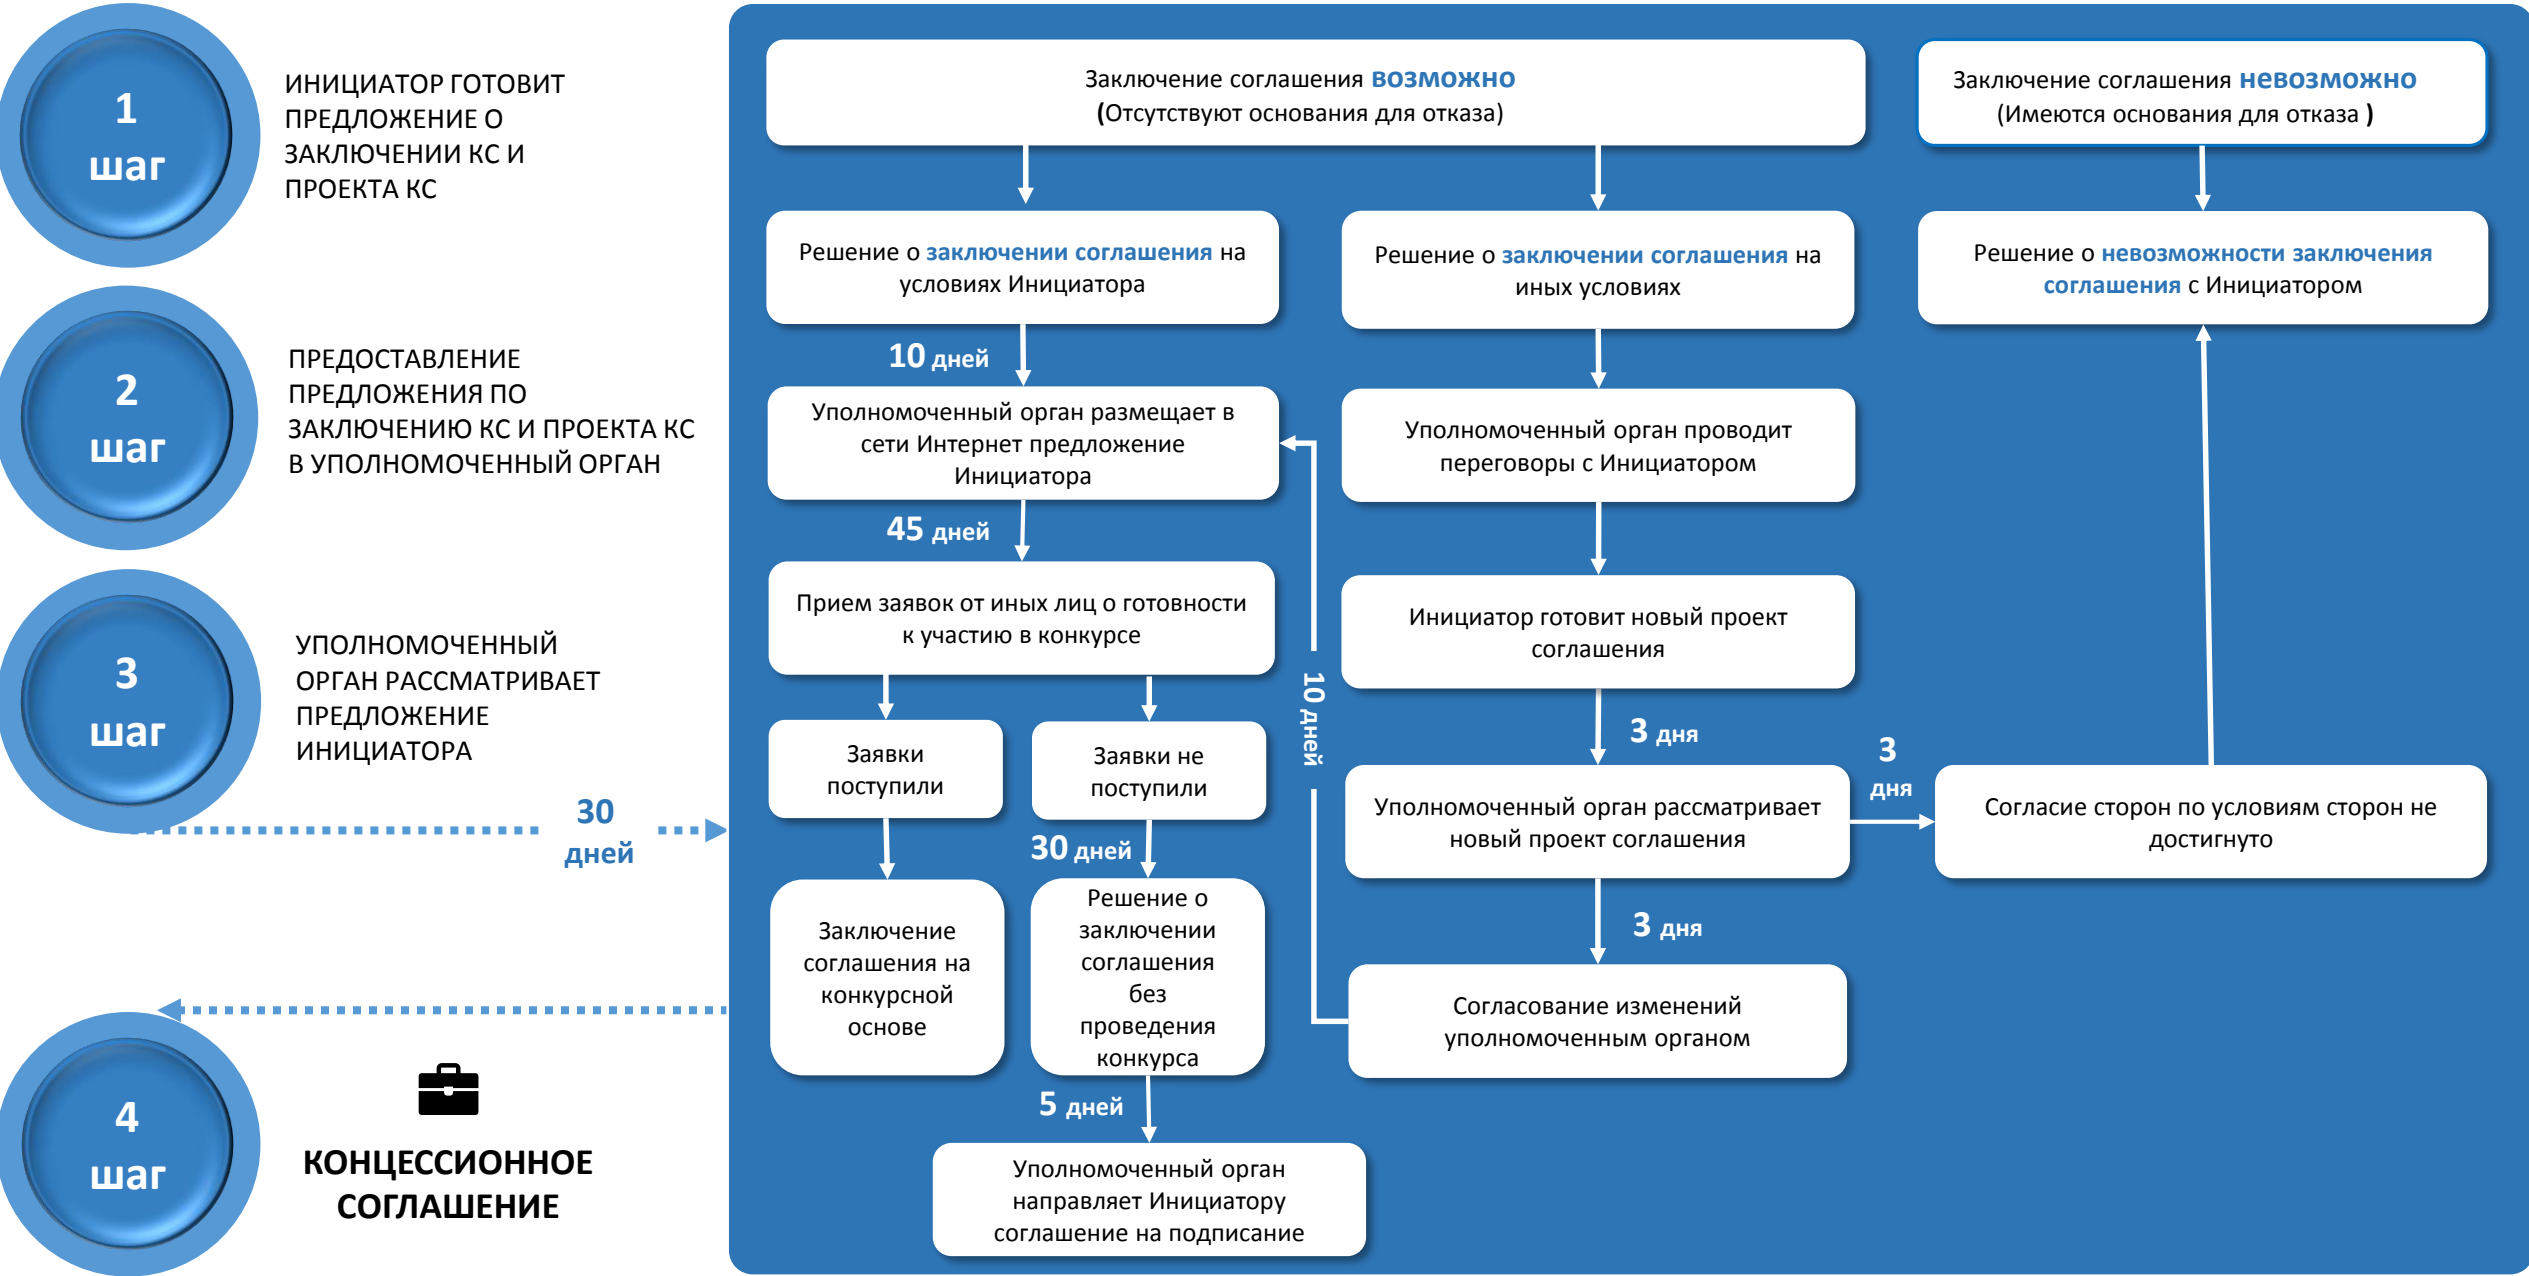 1
шаг
ИНИЦИАТОР ГОТОВИТ
ПРЕДЛОЖЕНИЕ О
ЗАКЛЮЧЕНИИ КС И
ПРОЕКТА КС
2
шаг
ПРЕДОСТАВЛЕНИЕ
ПРЕДЛОЖЕНИЯ ПО
ЗАКЛЮЧЕНИЮ КС И ПРОЕКТА КС
В УПОЛНОМОЧЕННЫЙ ОРГАН
3
шаг
УПОЛНОМОЧЕННЫЙ
ОРГАН РАССМАТРИВАЕТ
ПРЕДЛОЖЕНИЕ
ИНИЦИАТОРА
30
дней
4
шаг
КОНЦЕССИОННОЕ
СОГЛАШЕНИЕ
Заключение соглашения возможно
(Отсутствуют основания для отказа)
Решение о заключении соглашения на
условиях Инициатора
10 дней
Уполномоченный орган размещает в
сети Интернет предложение
Инициатора
45 дней
Прием заявок от иных лиц о готовности
к участию в конкурсе
Заявки
поступили
Заявки не
поступили
30 дней
Заключение
соглашения на
конкурсной
основе
Решение о
заключении
соглашения
без
проведения
конкурса
5 дней
Уполномоченный орган
направляет Инициатору
соглашение на подписание
10 дней
Решение о заключении соглашения на
иных условиях
Уполномоченный орган проводит
переговоры с Инициатором
Инициатор готовит новый проект
соглашения
3 дня
Уполномоченный орган рассматривает
новый проект соглашения
3 дня
Согласование изменений
уполномоченным органом
3
дня
Согласие сторон по условиям сторон не
достигнуто
Заключение соглашения невозможно
(Имеются основания для отказа )
Решение о невозможности заключения
соглашения с Инициатором